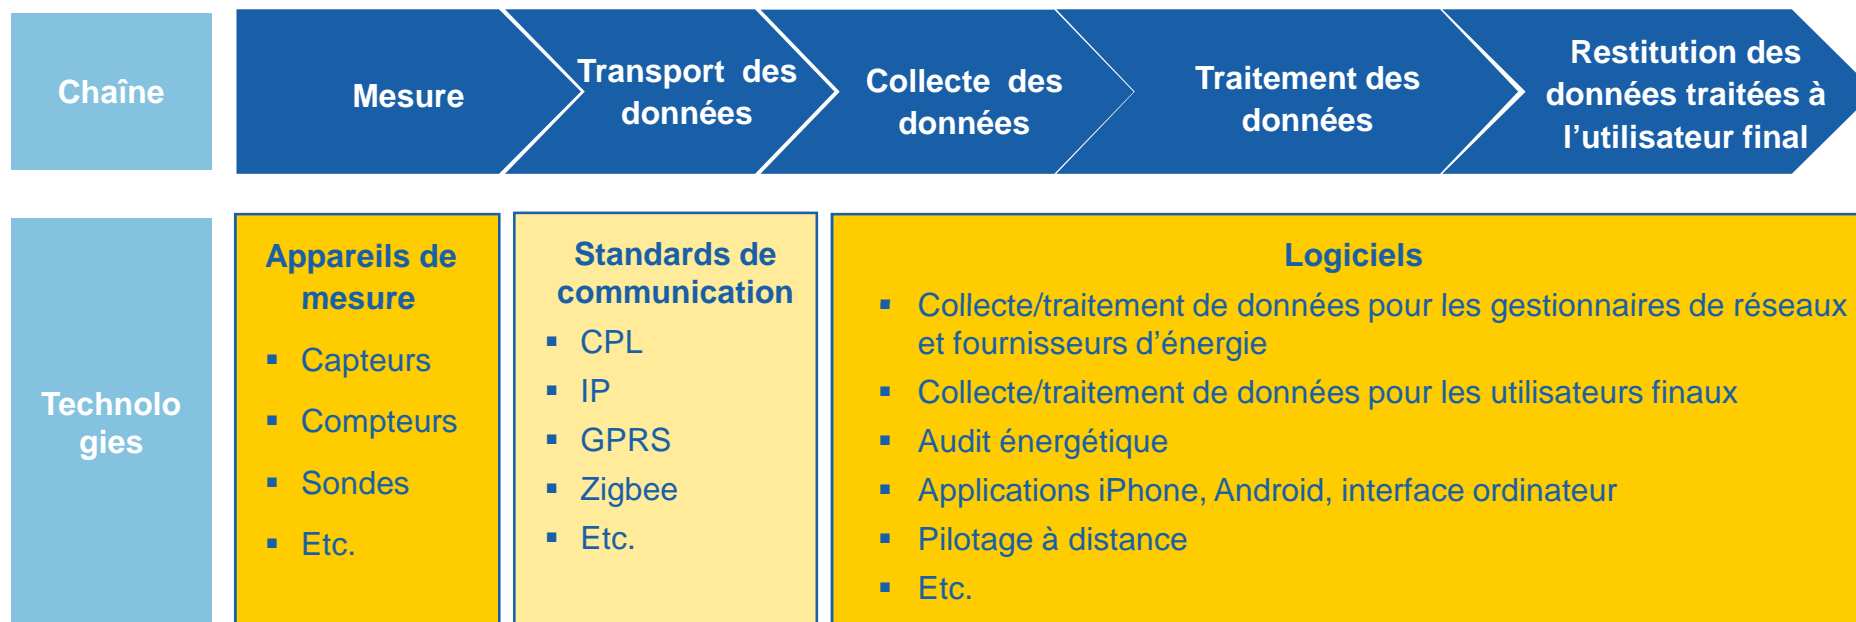 Chaîne
Mesure
Transport des
données
Collecte des
données
Traitement des
données
Restitution des
données traitées à
l’utilisateur final
Technolo
gies
Appareils de
mesure
▪ Capteurs
▪ Compteurs
▪ Sondes
▪ Etc.
Standards de
communication
▪ CPL
▪ IP
▪ GPRS
▪ Zigbee
▪ Etc.
Logiciels
▪ Collecte/traitement de données pour les gestionnaires de réseaux
et fournisseurs d’énergie
▪ Collecte/traitement de données pour les utilisateurs finaux
▪ Audit énergétique
▪ Applications iPhone, Android, interface ordinateur
▪ Pilotage à distance
▪ Etc.